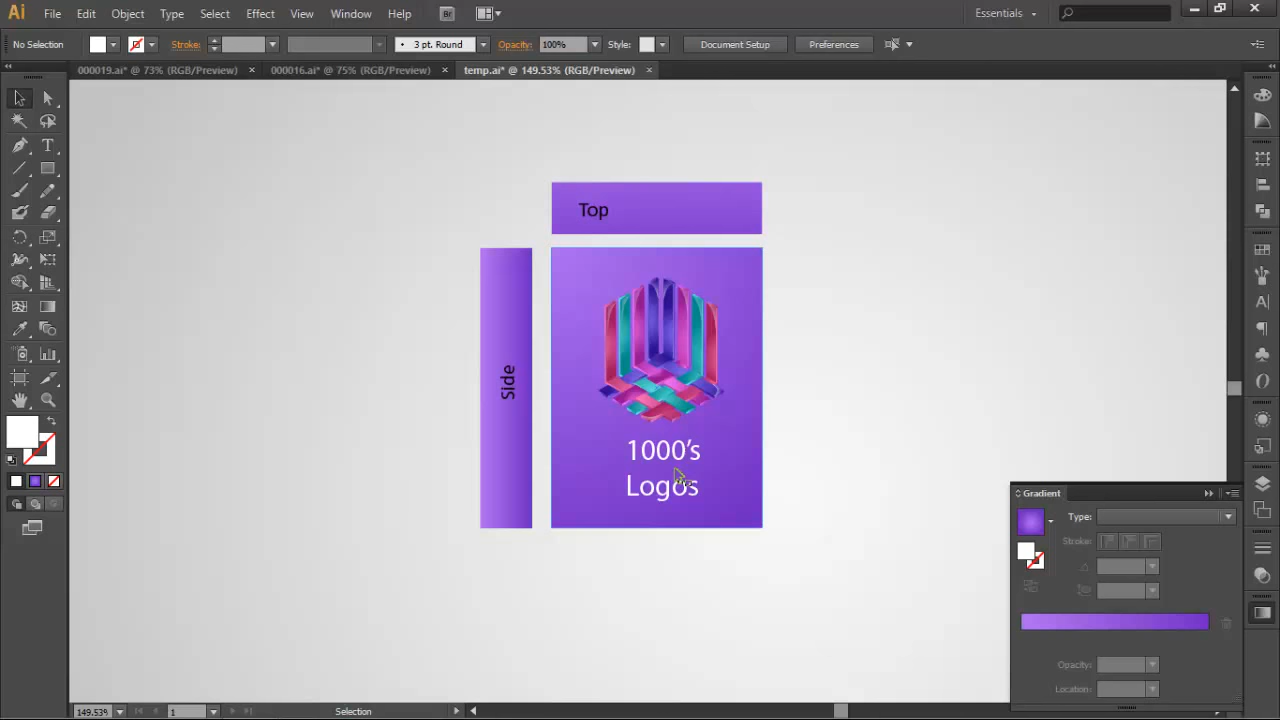 Ai File Edit Object Type Select Effect View Window Help Br Essentials
No Selection Stroke: 3 pt. Round Opacity: 100% Style: Document Setup Preferences
000019.ai* @ 73% (RGB/Preview) × 000016.ai* @ 75% (RGB/Preview) × temp.ai* @ 149.53% (RGB/Preview) ×
Top
Side
1000's
Logos
Gradient
Type:
Stroke:
Opacity:
Location:
149.53% 1 Selection